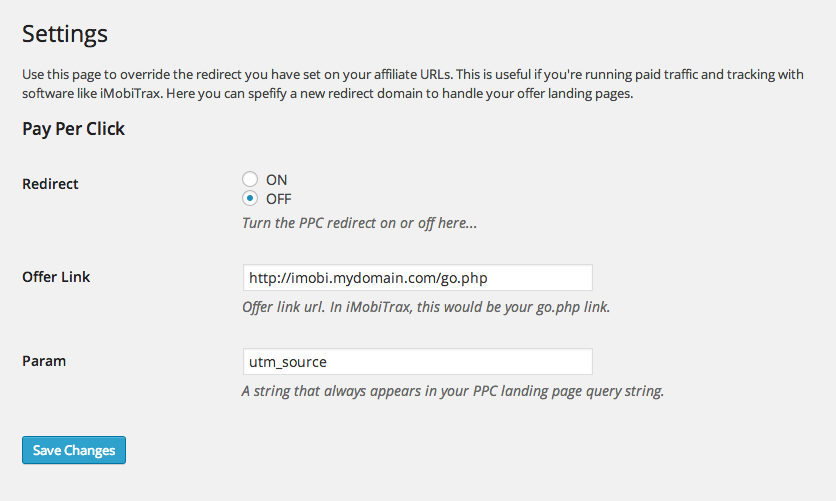 Settings
Use this page to override the redirect you have set on your affiliate URLs. This is useful if you're running paid traffic and tracking with
software like iMobiTrax. Here you can spefify a new redirect domain to handle your offer landing pages.
Pay Per Click
Redirect
ON
OFF
Turn the PPC redirect on or off here...
Offer Link
http://imobi.mydomain.com/go.php
Offer link url. In iMobiTrax, this would be your go.php link.
Param
utm_source
A string that always appears in your PPC landing page query string.
Save Changes